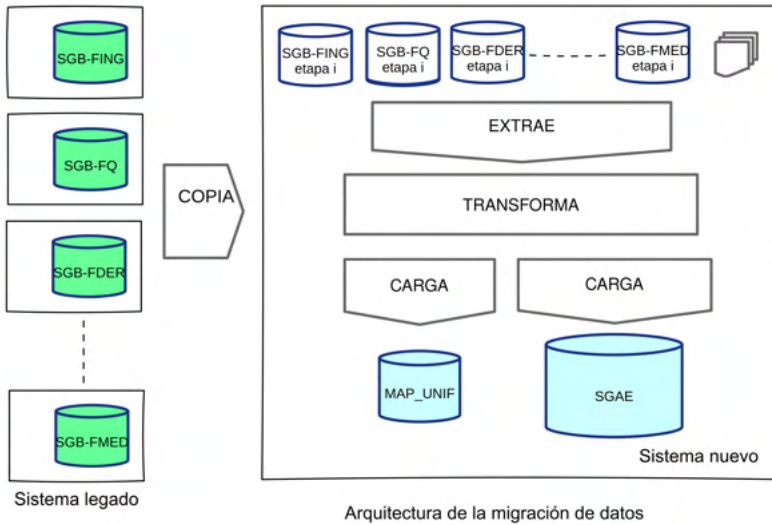 SGB-FING
SGB-FQ
SGB-FDER
SGB-FMED
Sistema legado
COPIA
SGB-FING
etapa i
SGB-FQ
etapa i
SGB-FDER
etapa i
SGB-FMED
etapa i
EXTRAE
TRANSFORMA
CARGA
CARGA
MAP_UNIF
SGAE
Sistema nuevo
Arquitectura de la migración de datos